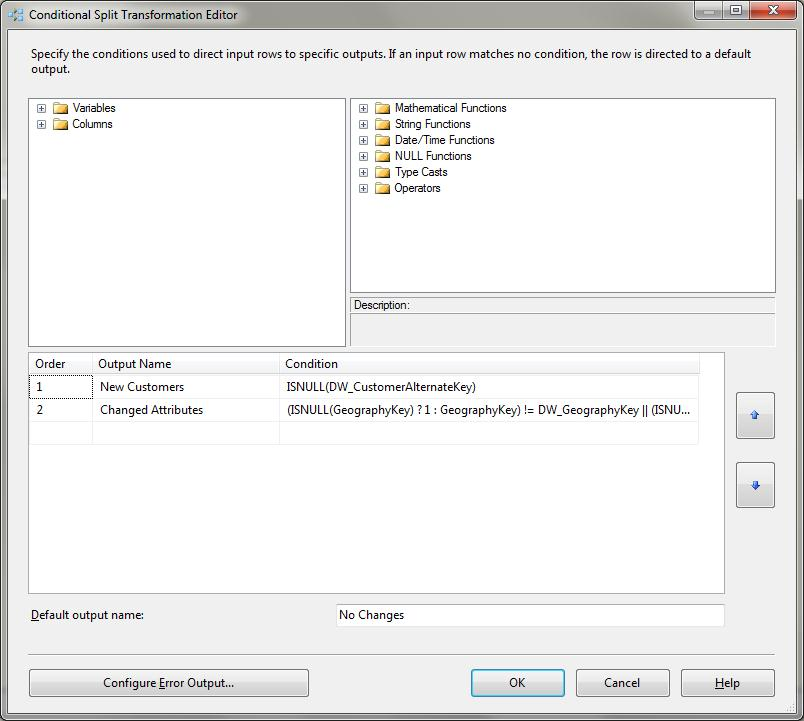 Conditional Split Transformation Editor
Specify the conditions used to direct input rows to specific outputs. If an input row matches no condition, the row is directed to a default
output.
Variables
Columns
Mathematical Functions
String Functions
Date/Time Functions
NULL Functions
Type Casts
Operators
Description:
Order Output Name Condition
1 New Customers ISNULL(DW_CustomerAlternateKey)
2 Changed Attributes (ISNULL(GeographyKey) ? 1 : GeographyKey) != DW_GeographyKey || (ISNU...
Default output name: No Changes
Configure Error Output... OK Cancel Help